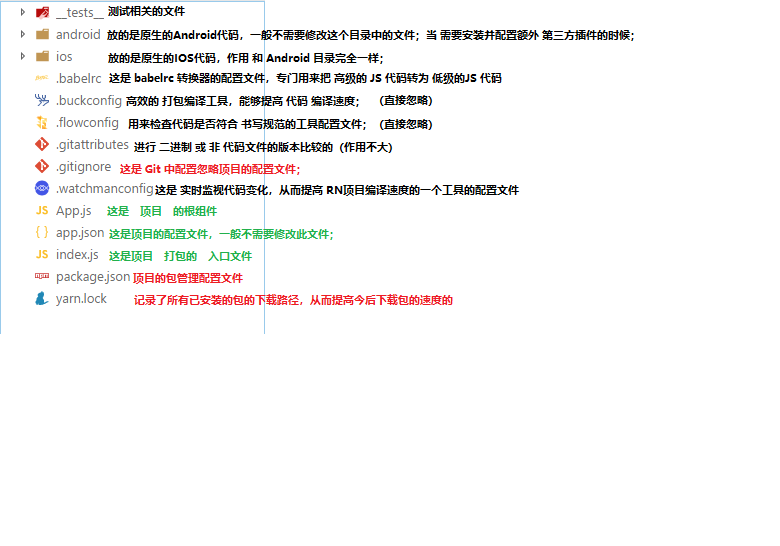 __tests__ 测试相关的文件
android 放的是原生的Android代码，一般不需要修改这个目录中的文件；当 需要安装并配置额外 第三方插件的时候；
ios 放的是原生的IOS代码，作用 和 Android 目录完全一样；
.babelrc 这是 babelrc 转换器的配置文件，专门用来把 高级的 JS 代码转为 低级的JS 代码
.buckconfig 高效的 打包编译工具，能够提高 代码 编译速度； （直接忽略）
.flowconfig 用来检查代码是否符合 书写规范的工具配置文件；（直接忽略）
.gitattributes 进行 二进制 或 非 代码文件的版本比较的（作用不大）
.gitignore 这是 Git 中配置忽略项目的配置文件；
.watchmanconfig 这是 实时监视代码变化，从而提高 RN项目编译速度的一个工具的配置文件
JS App.js 这是 项目 的根组件
{ } app.json 这是项目的配置文件，一般不需要修改此文件；
JS index.js 这是项目 打包的 入口文件
package.json 项目的包管理配置文件
yarn.lock 记录了所有已安装的包的下载路径，从而提高今后下载包的速度的